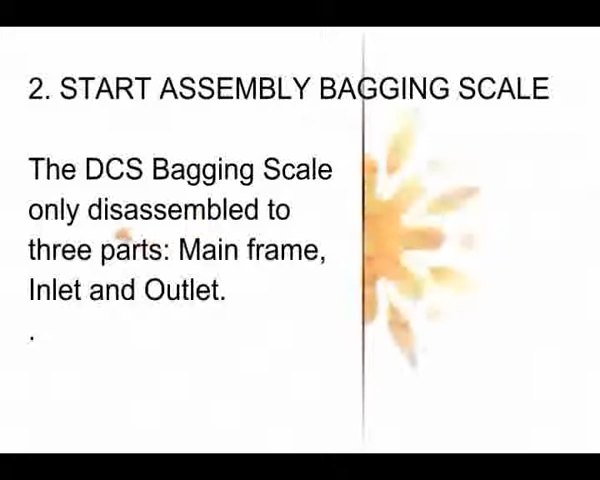 2. START ASSEMBLY BAGGING SCALE
The DCS Bagging Scale
only disassembled to
three parts: Main frame,
Inlet and Outlet.
.